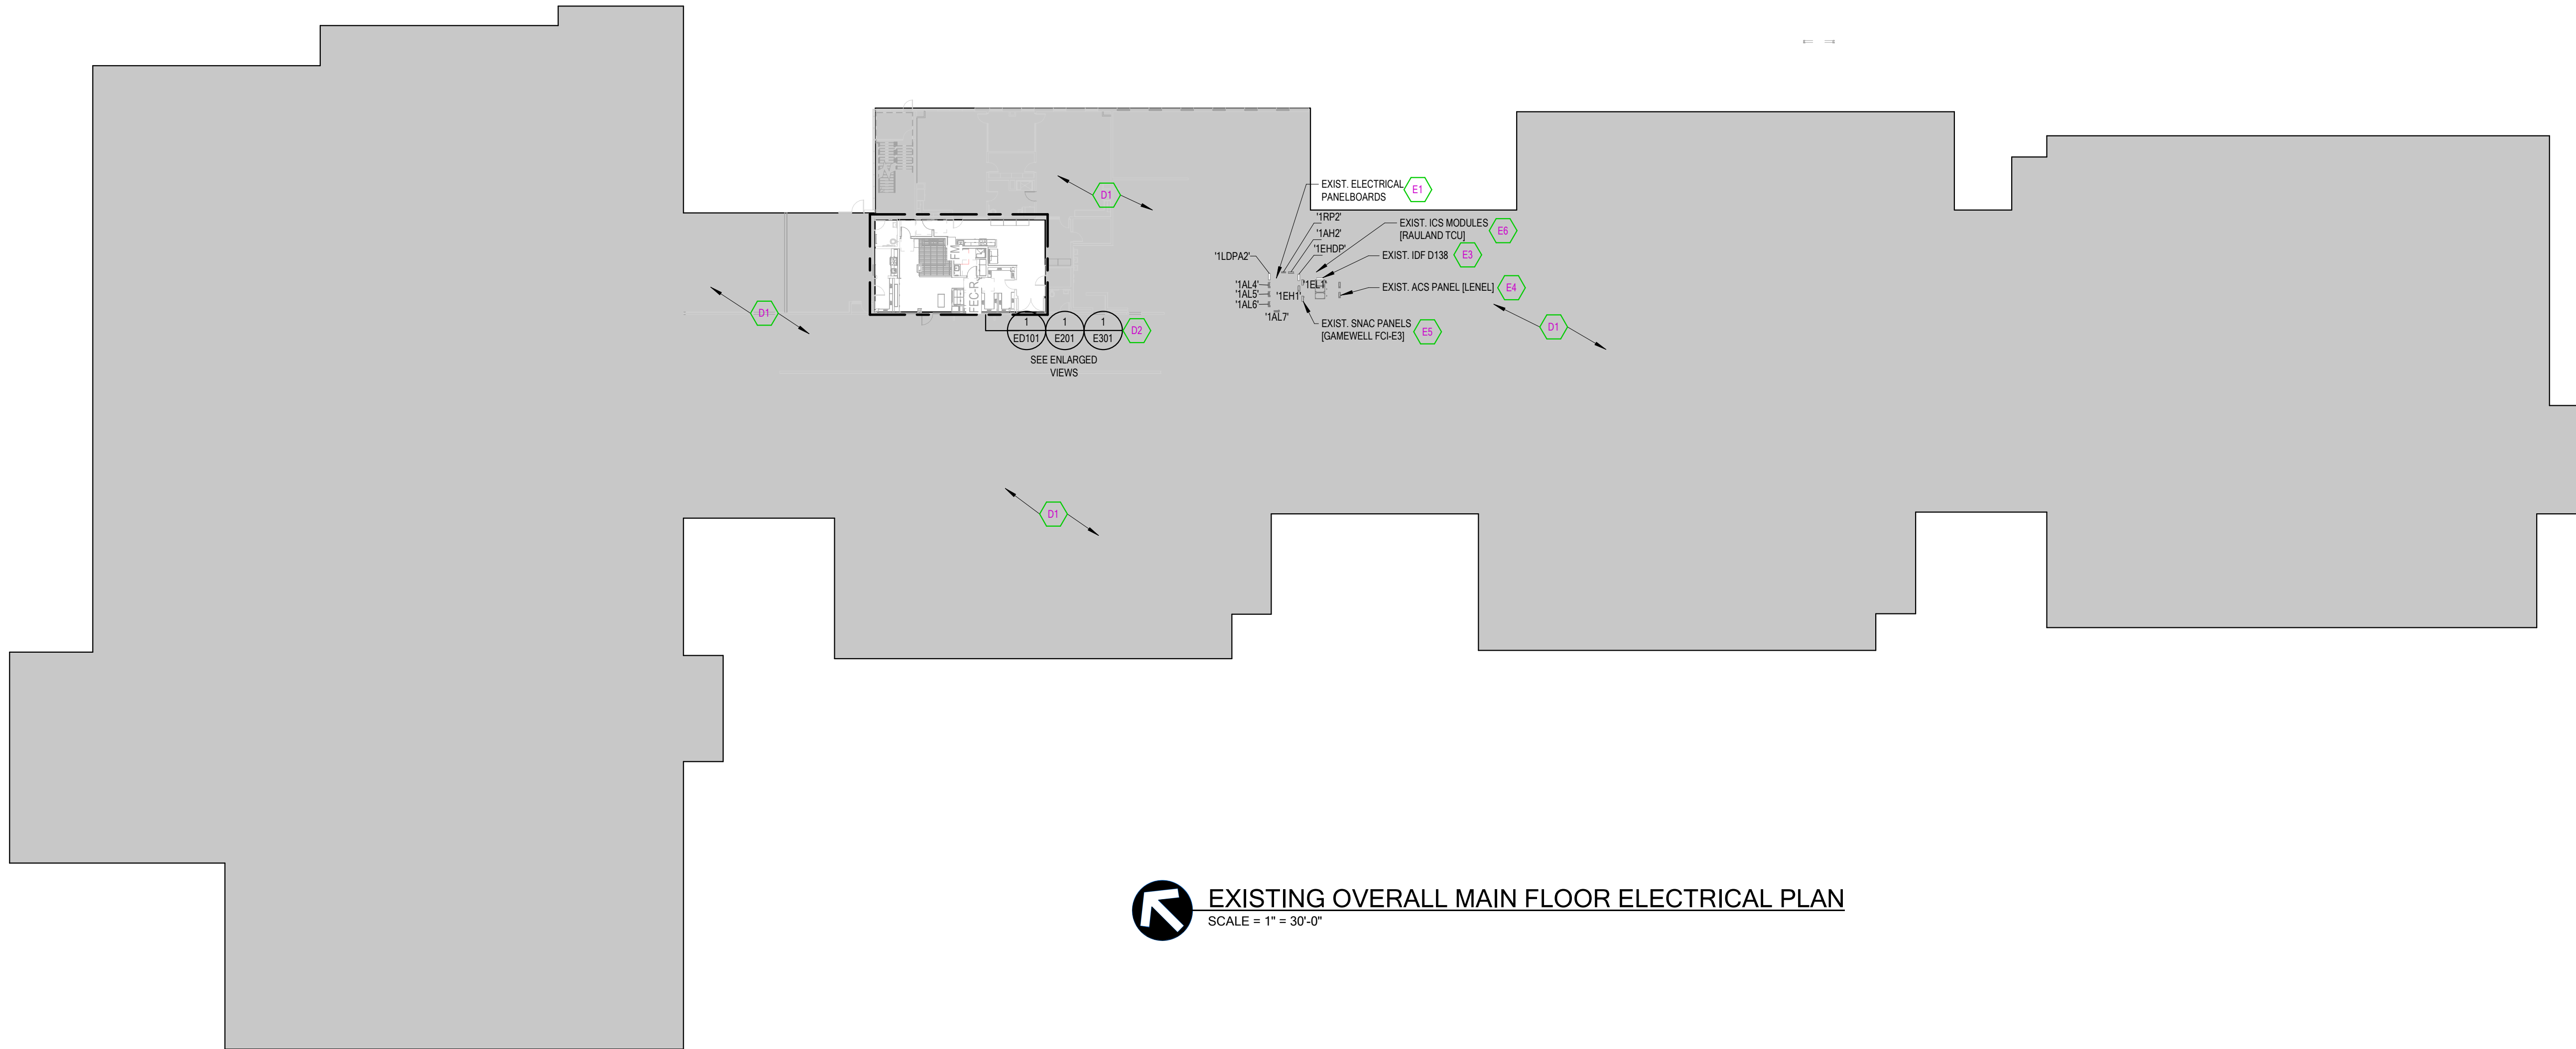 D1
EXIST. ELECTRICAL
PANELBOARDS
E1
'1RP2'
'1AH2'
'1EHDP'
EXIST. ICS MODULES
[RAULAND TCU]
E6
EXIST. IDF D138
E3
'1LDPA2'
'1AL4'
'1AL5'
'1AL6'
'1AL7'
'1EH1'
'1EL1'
EXIST. ACS PANEL [LENEL]
E4
EXIST. SNAC PANELS
[GAMEWELL FCI-E3]
E5
D1
D1
1
ED101
1
E201
1
E301
D2
SEE ENLARGED
VIEWS
D1
EXISTING OVERALL MAIN FLOOR ELECTRICAL PLAN
SCALE = 1" = 30'-0"